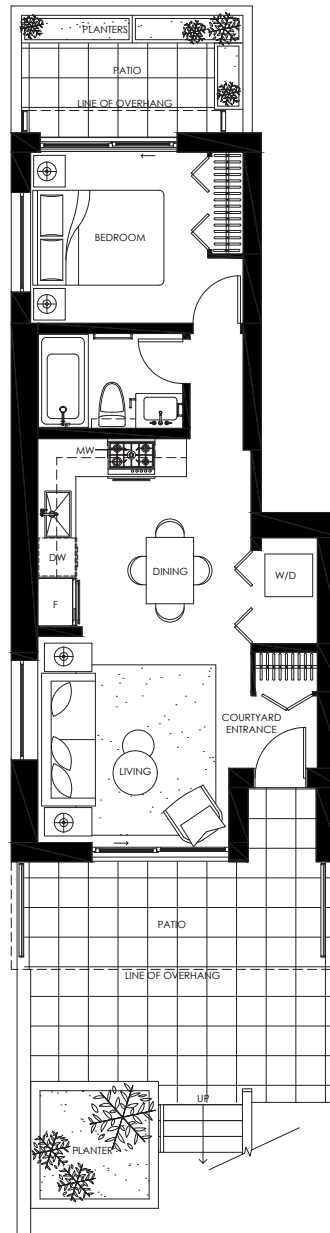 PLANTERS
PATIO
LINE OF OVERHANG
BEDROOM
MW
DW
DINING
W/D
F
COURTYARD
ENTRANCE
LIVING
PATIO
LINE OF OVERHANG
UP
PLANTER